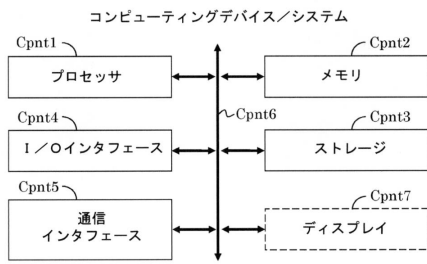 コンピューティングデバイス／システム
Cpnt1
プロセッサ
Cpnt2
メモリ
Cpnt6
Cpnt4
Ｉ／Ｏインタフェース
Cpnt3
ストレージ
Cpnt5
通信
インタフェース
Cpnt7
ディスプレイ